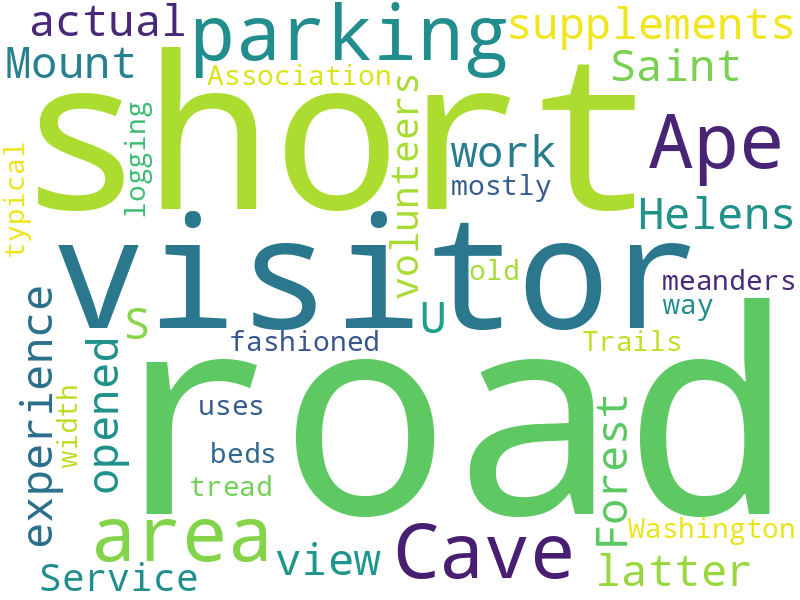 actual
parking
supplements
Mount
Association
Saint
short
Ape
logging
volunteers
work
mostly
typical
Helens
visitor
old
meanders
way
S
U
fashioned
Trails
experience
opened
width
road
uses
beds
tread
Forest
area
Cave
Washington
view
Service
latter